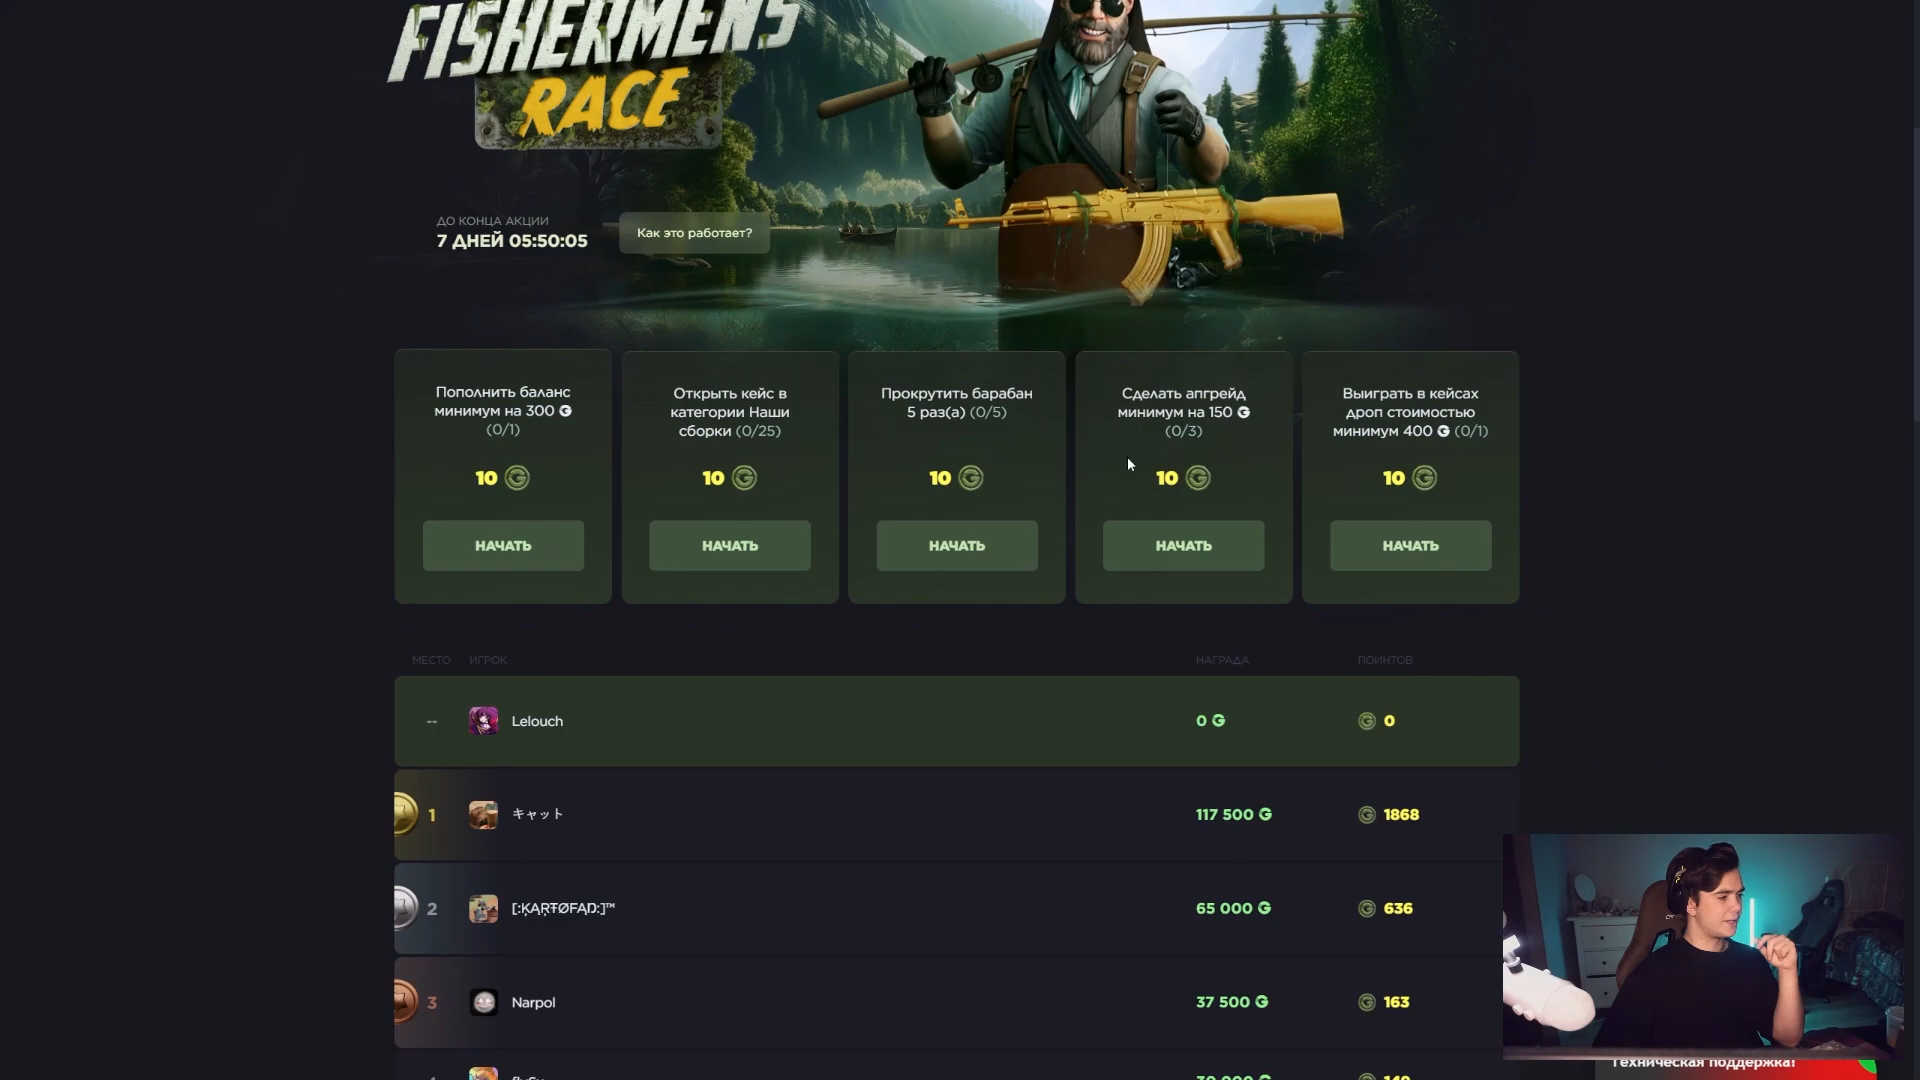 FISHERMENS
RACE
ДО КОНЦА АКЦИИ
7 ДНЕЙ 05:50:05
Как это работает?
Пополнить баланс
минимум на 300 G
(0/1)
10 G
НАЧАТЬ
Открыть кейс в
категории Наши
сборки (0/25)
10 G
НАЧАТЬ
Прокрутить барабан
5 раз(а) (0/5)
10 G
НАЧАТЬ
Сделать апгрейд
минимум на 150 G
(0/3)
10 G
НАЧАТЬ
Выиграть в кейсах
дроп стоимостью
минимум 400 G (0/1)
10 G
НАЧАТЬ
МЕСТО ИГРОК НАГРАДА ПОИНТОВ
-- Lelouch 0 G G 0
1 キャット 117 500 G G 1868
2 [:ĶĄŖŦØFĄĐ:]™ 65 000 G G 636
3 Narpol 37 500 G G 163
Техническая поддержка!